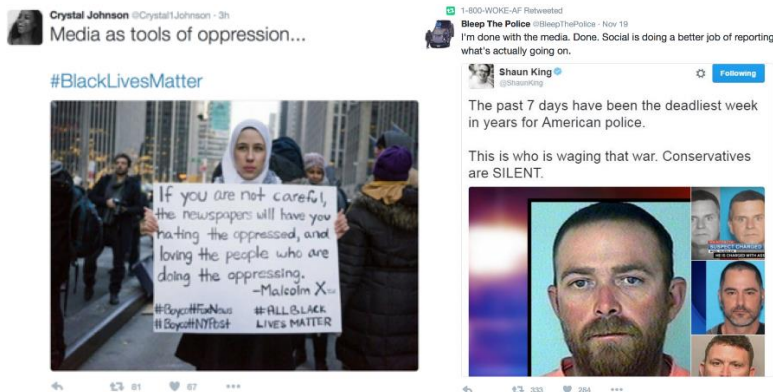 Crystal Johnson @Crystal1Johnson · 3h
Media as tools of oppression...
#BlackLivesMatter
If you are not careful,
the newspapers will have you
hating the oppressed, and
loving the people who are
doing the oppressing.
-Malcolm X
#BoycottFoxNews #ALLBLACK
#BoycottNYPost LIVES MATTER
81 67
1-800-WOKE-AF Retweeted
Bleep The Police @BleepThePolice · Nov 19
I'm done with the media. Done. Social is doing a better job of reporting
what's actually going on.
Shaun King
@ShaunKing
Following
The past 7 days have been the deadliest week
in years for American police.
This is who is waging that war. Conservatives
are SILENT.
SUSPECT CHARGED
HE IS CHARGED WITH
333 284